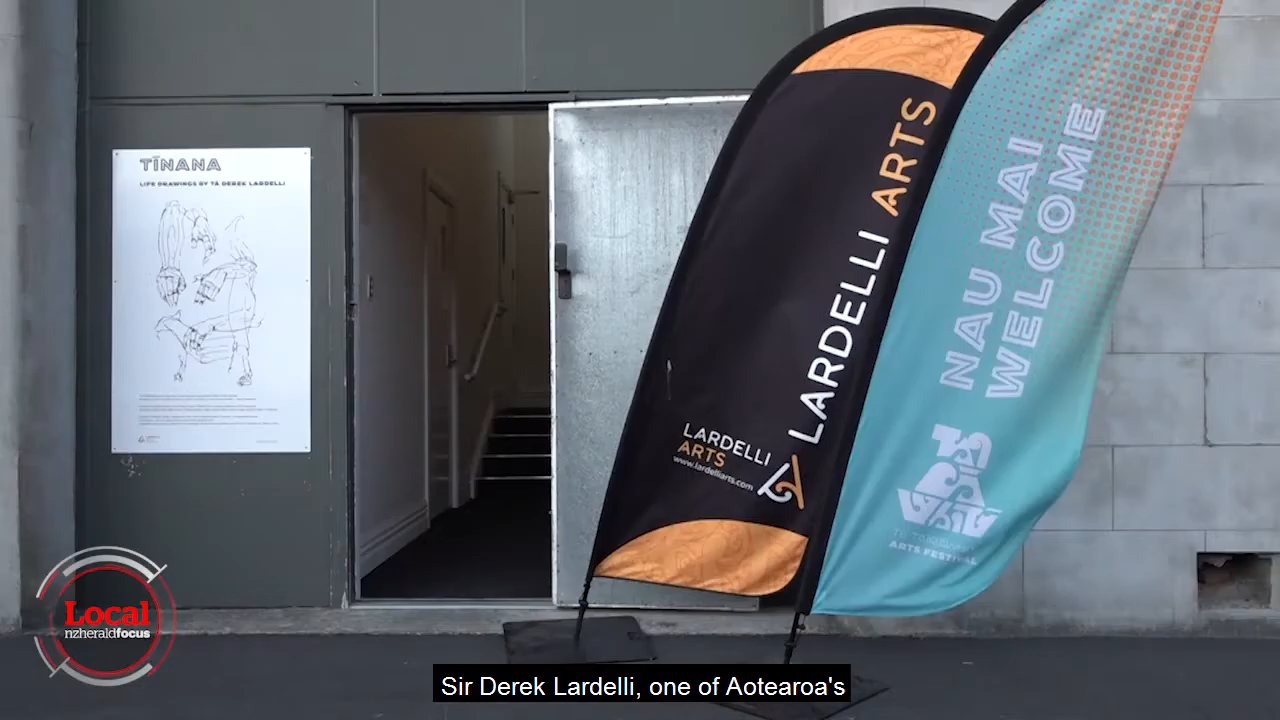 TĪNANA
LIFE DRAWINGS BY TĀ DEREK LARDELLI
LARDELLI ARTS
LARDELLI
ARTS
www.lardelliarts.com
NAU MAI
WELCOME
ARTS FESTIVAL
Local
nzheraldfocus
Sir Derek Lardelli, one of Aotearoa's